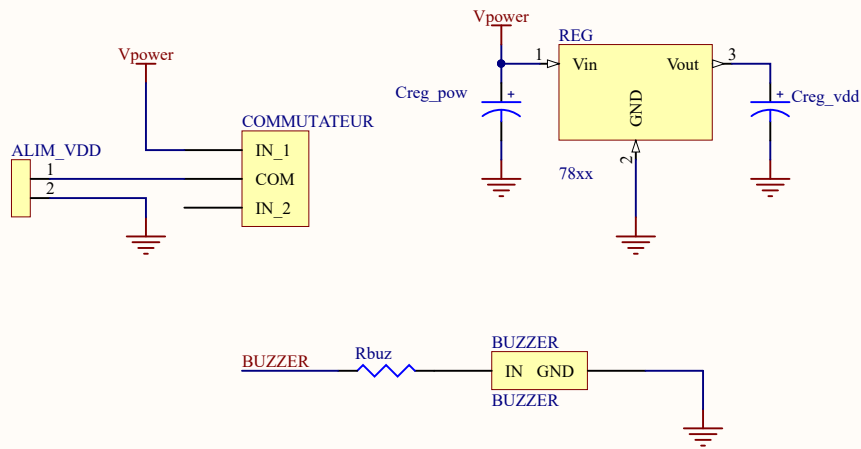 Vpower
COMMUTATEUR
ALIM_VDD
1
2
IN_1
COM
IN_2
Vpower
REG
1
Vin
Vout
3
GND
2
78xx
Creg_pow
+
+
Creg_vdd
BUZZER
Rbuz
BUZZER
IN GND
BUZZER